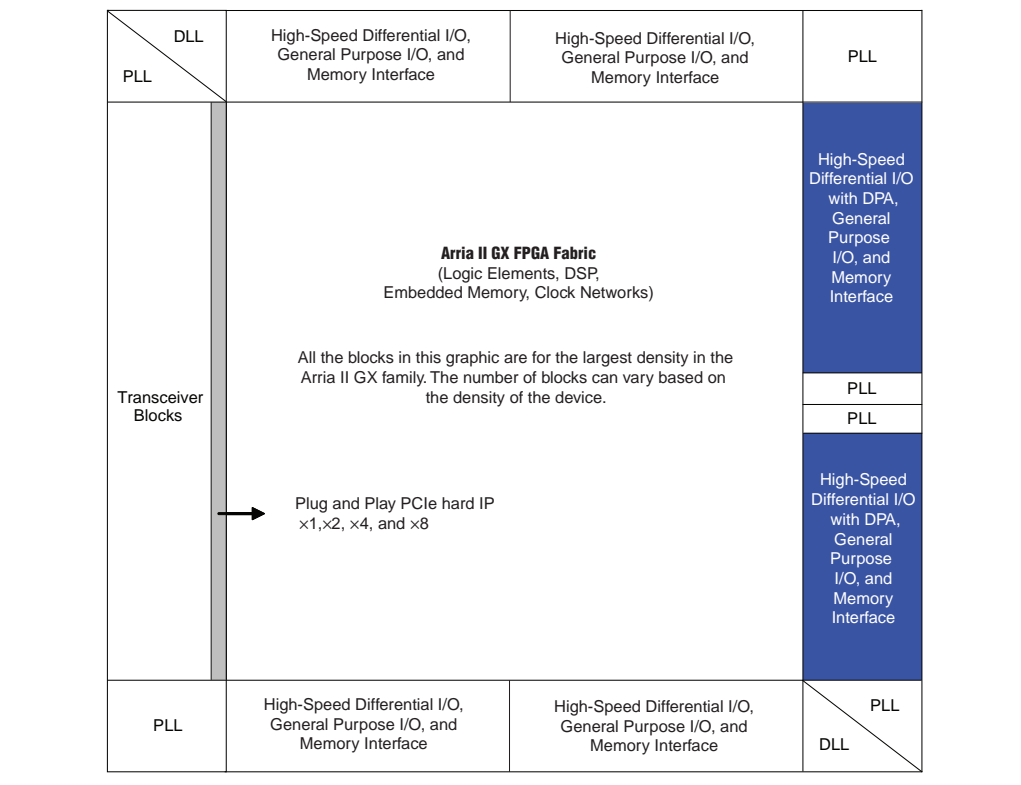 DLL
PLL
High-Speed Differential I/O,
General Purpose I/O, and
Memory Interface
High-Speed Differential I/O,
General Purpose I/O, and
Memory Interface
PLL
Transceiver
Blocks
Arria II GX FPGA Fabric
(Logic Elements, DSP,
Embedded Memory, Clock Networks)
All the blocks in this graphic are for the largest density in the
Arria II GX family. The number of blocks can vary based on
the density of the device.
Plug and Play PCIe hard IP
×1,×2, ×4, and ×8
High-Speed
Differential I/O
with DPA,
General
Purpose
I/O, and
Memory
Interface
PLL
PLL
High-Speed
Differential I/O
with DPA,
General
Purpose
I/O, and
Memory
Interface
PLL
High-Speed Differential I/O,
General Purpose I/O, and
Memory Interface
High-Speed Differential I/O,
General Purpose I/O, and
Memory Interface
PLL
DLL